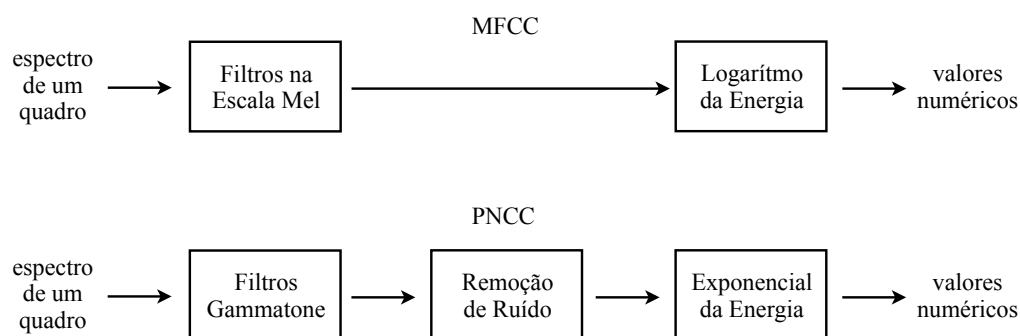 MFCC
espectro
de um
quadro
Filtros na
Escala Mel
Logarítmo
da Energia
valores
numéricos
PNCC
espectro
de um
quadro
Filtros
Gammatone
Remoção
de Ruído
Exponencial
da Energia
valores
numéricos